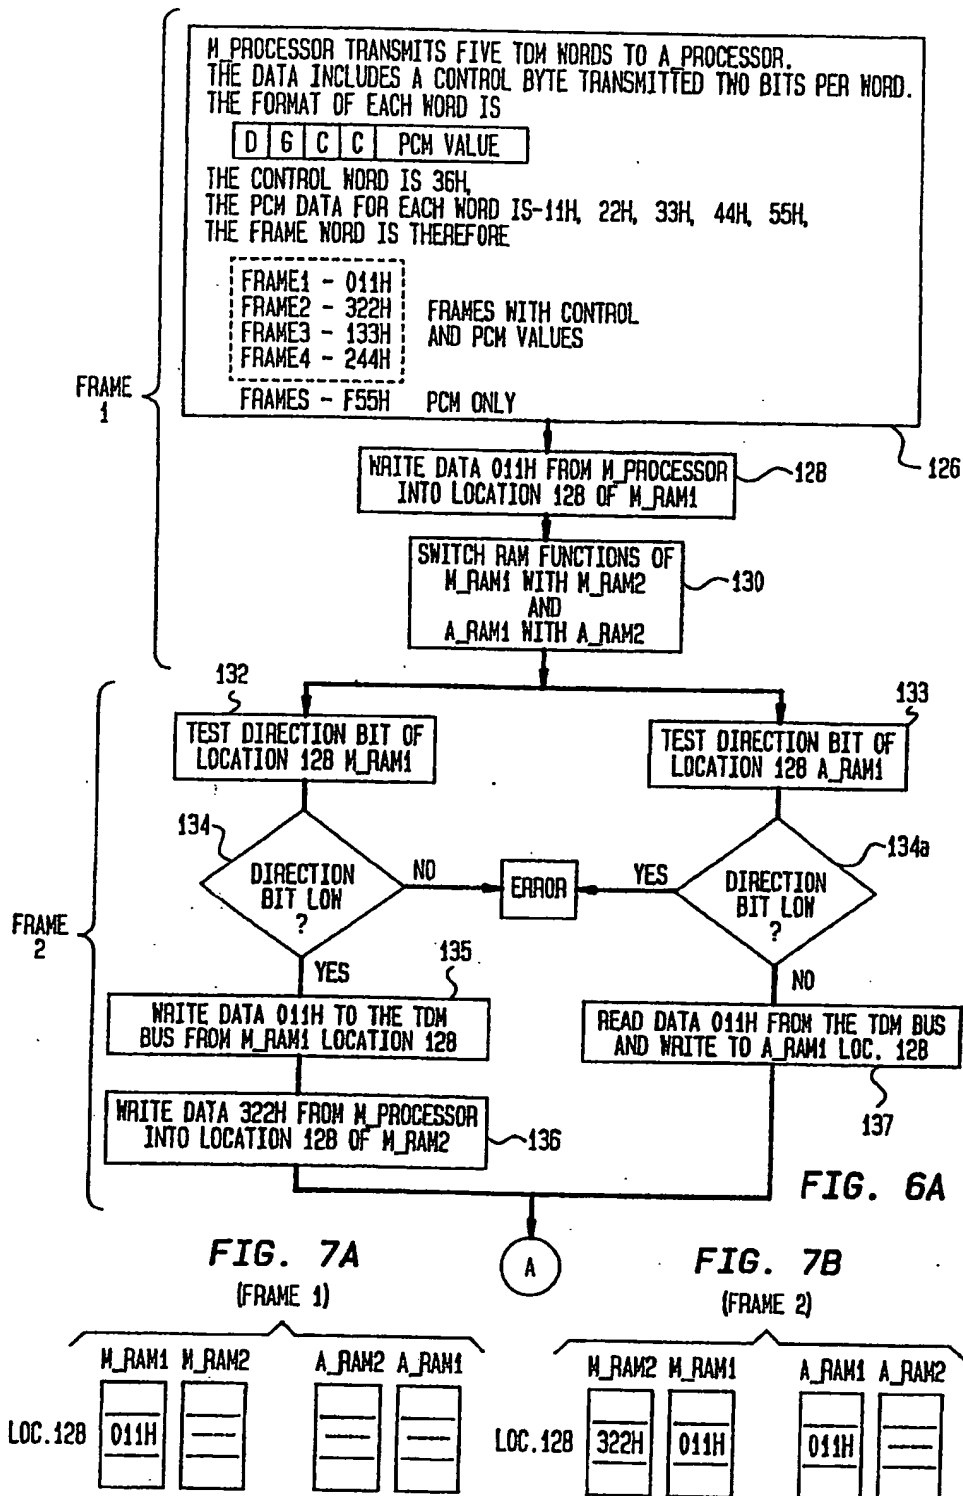 M_PROCESSOR TRANSMITS FIVE TDM WORDS TO A_PROCESSOR.
THE DATA INCLUDES A CONTROL BYTE TRANSMITTED TWO BITS PER WORD.
THE FORMAT OF EACH WORD IS
D G C C PCM VALUE
THE CONTROL WORD IS 36H,
THE PCM DATA FOR EACH WORD IS-11H, 22H, 33H, 44H, 55H,
THE FRAME WORD IS THEREFORE
FRAME1 - 011H
FRAME2 - 322H
FRAME3 - 133H
FRAME4 - 244H
FRAMES WITH CONTROL
AND PCM VALUES
FRAMES - F55H PCM ONLY
FRAME
1
126
WRITE DATA 011H FROM M_PROCESSOR
INTO LOCATION 128 OF M_RAM1
128
SWITCH RAM FUNCTIONS OF
M_RAM1 WITH M_RAM2
AND
A_RAM1 WITH A_RAM2
130
132
TEST DIRECTION BIT OF
LOCATION 128 M_RAM1
133
TEST DIRECTION BIT OF
LOCATION 128 A_RAM1
134
DIRECTION
BIT LOW
?
NO
ERROR
YES
134a
DIRECTION
BIT LOW
?
FRAME
2
YES
135
NO
WRITE DATA 011H TO THE TDM
BUS FROM M_RAM1 LOCATION 128
READ DATA 011H FROM THE TDM BUS
AND WRITE TO A_RAM1 LOC. 128
137
WRITE DATA 322H FROM M_PROCESSOR
INTO LOCATION 128 OF M_RAM2
136
FIG. 6A
A
FIG. 7A
(FRAME 1)
M_RAM1 M_RAM2 A_RAM2 A_RAM1
LOC.128 011H
FIG. 7B
(FRAME 2)
M_RAM2 M_RAM1 A_RAM1 A_RAM2
LOC.128 322H 011H 011H